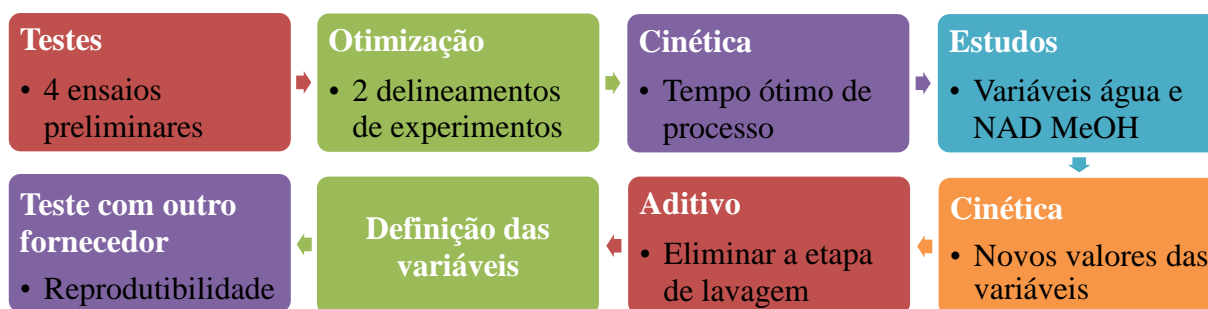 Testes
• 4 ensaios
preliminares
Otimização
• 2 delineamentos
de experimentos
Cinética
• Tempo ótimo de
processo
Estudos
• Variáveis água e
NAD MeOH
Cinética
• Novos valores das
variáveis
Aditivo
• Eliminar a etapa
de lavagem
Definição das
variáveis
Teste com outro
fornecedor
• Reprodutibilidade